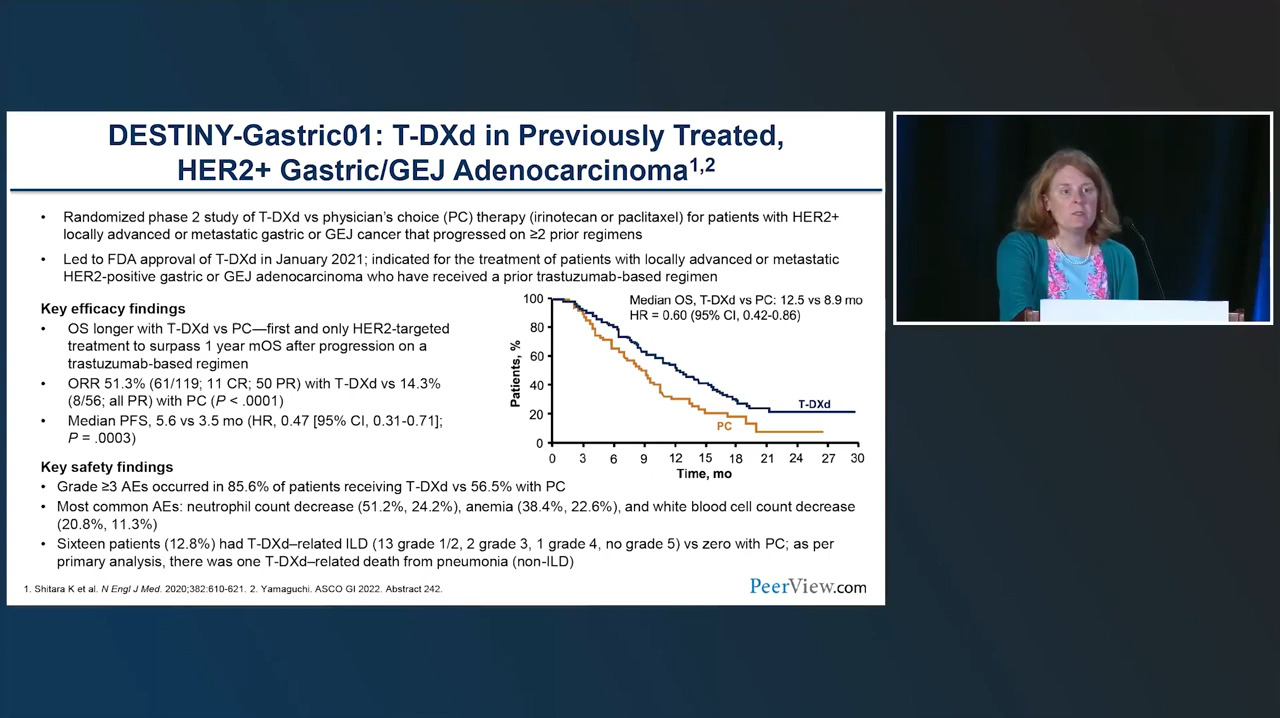 DESTINY-Gastric01: T-DXd in Previously Treated,
HER2+ Gastric/GEJ Adenocarcinoma1,2
• Randomized phase 2 study of T-DXd vs physician's choice (PC) therapy (irinotecan or paclitaxel) for patients with HER2+
locally advanced or metastatic gastric or GEJ cancer that progressed on ≥2 prior regimens
• Led to FDA approval of T-DXd in January 2021; indicated for the treatment of patients with locally advanced or metastatic
HER2-positive gastric or GEJ adenocarcinoma who have received a prior trastuzumab-based regimen
Key efficacy findings
• OS longer with T-DXd vs PC—first and only HER2-targeted
treatment to surpass 1 year mOS after progression on a
trastuzumab-based regimen
• ORR 51.3% (61/119; 11 CR; 50 PR) with T-DXd vs 14.3%
(8/56; all PR) with PC (P < .0001)
• Median PFS, 5.6 vs 3.5 mo (HR, 0.47 [95% CI, 0.31-0.71];
P = .0003)
Median OS, T-DXd vs PC: 12.5 vs 8.9 mo
HR = 0.60 (95% CI, 0.42-0.86)
Patients, %
100
80
60
40
20
0
T-DXd
PC
0 3 6 9 12 15 18 21 24 27 30
Time, mo
Key safety findings
• Grade ≥3 AEs occurred in 85.6% of patients receiving T-DXd vs 56.5% with PC
• Most common AEs: neutrophil count decrease (51.2%, 24.2%), anemia (38.4%, 22.6%), and white blood cell count decrease
(20.8%, 11.3%)
• Sixteen patients (12.8%) had T-DXd–related ILD (13 grade 1/2, 2 grade 3, 1 grade 4, no grade 5) vs zero with PC; as per
primary analysis, there was one T-DXd–related death from pneumonia (non-ILD)
1. Shitara K et al. N Engl J Med. 2020;382:610-621. 2. Yamaguchi. ASCO GI 2022. Abstract 242.
PeerView.com